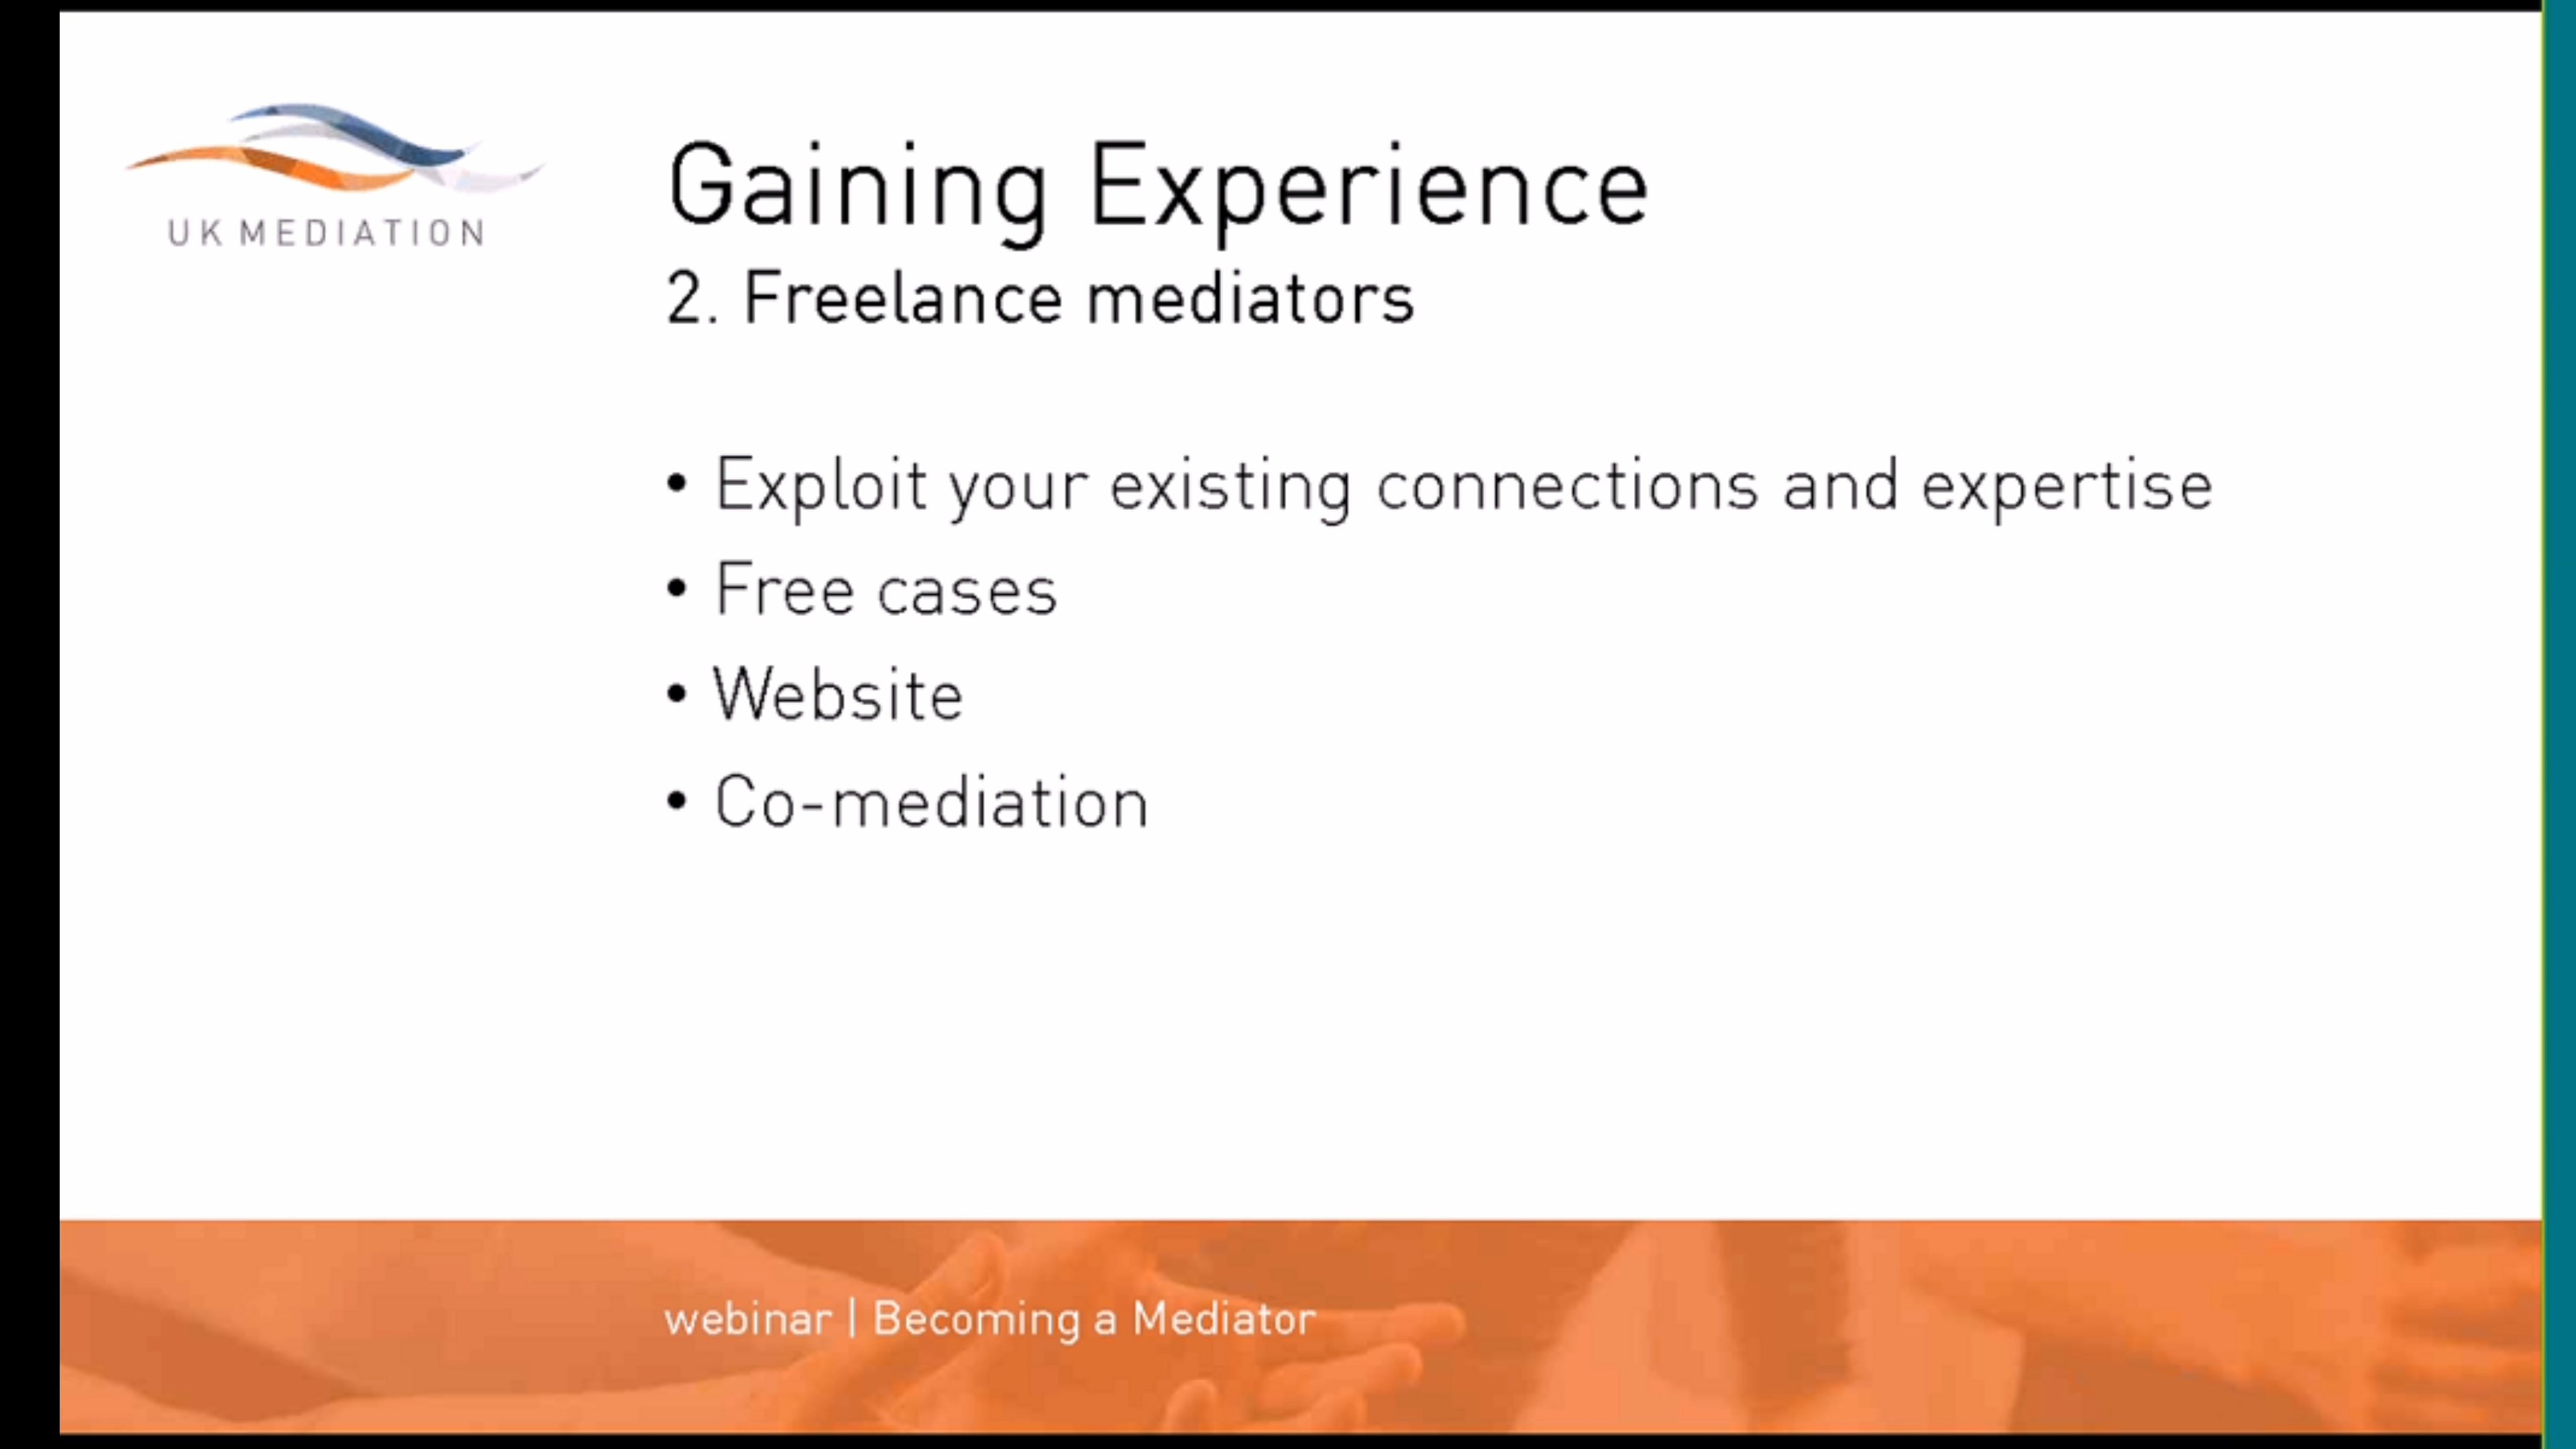 UK MEDIATION
Gaining Experience
2. Freelance mediators
• Exploit your existing connections and expertise
• Free cases
• Website
• Co-mediation
webinar | Becoming a Mediator